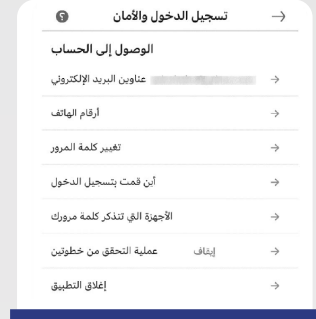 تسجيل الدخول والأمان
الوصول إلى الحساب
عناوين البريد الإلكتروني
أرقام الهاتف
تغيير كلمة المرور
أين قمت بتسجيل الدخول
الأجهزة التي تتذكر كلمة مرورك
عملية التحقق من خطوتين إيقاف
إغلاق التطبيق